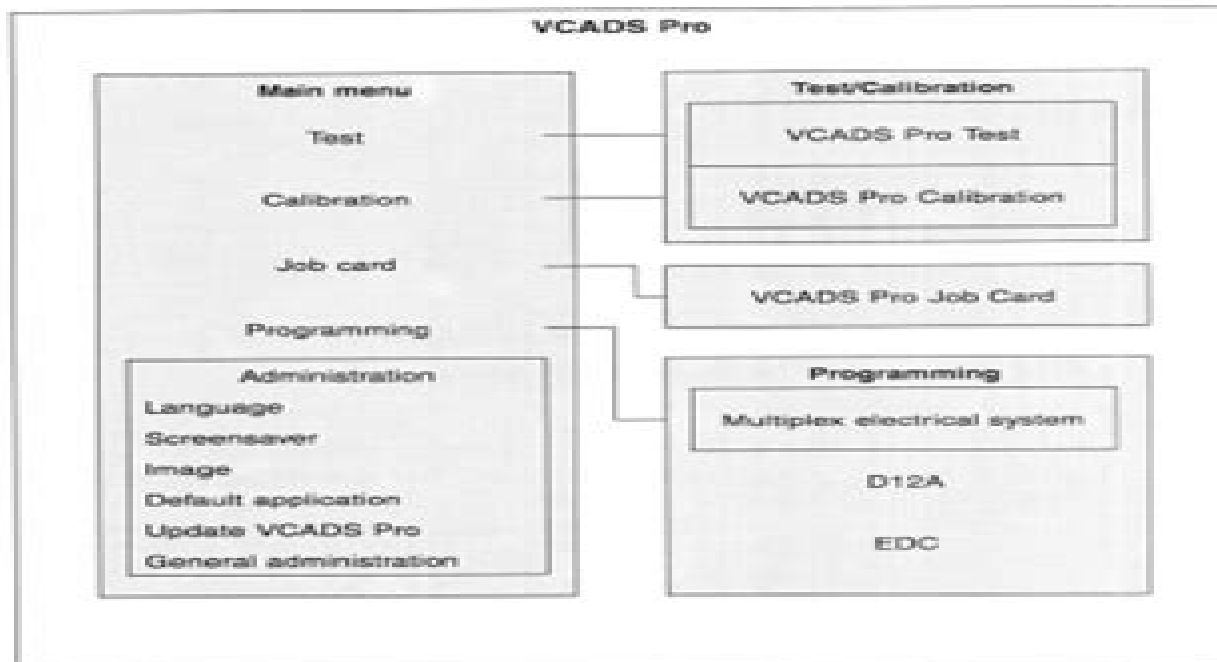 VCADS Pro
Main menu
Test
Calibration
Job card
Programming
Administration
Language
Screensaver
Image
Default application
Update VCADS Pro
General administration
Test/Calibration
VCADS Pro Test
VCADS Pro Calibration
VCADS Pro Job Card
Programming
Multiplex electrical system
D12A
EDC